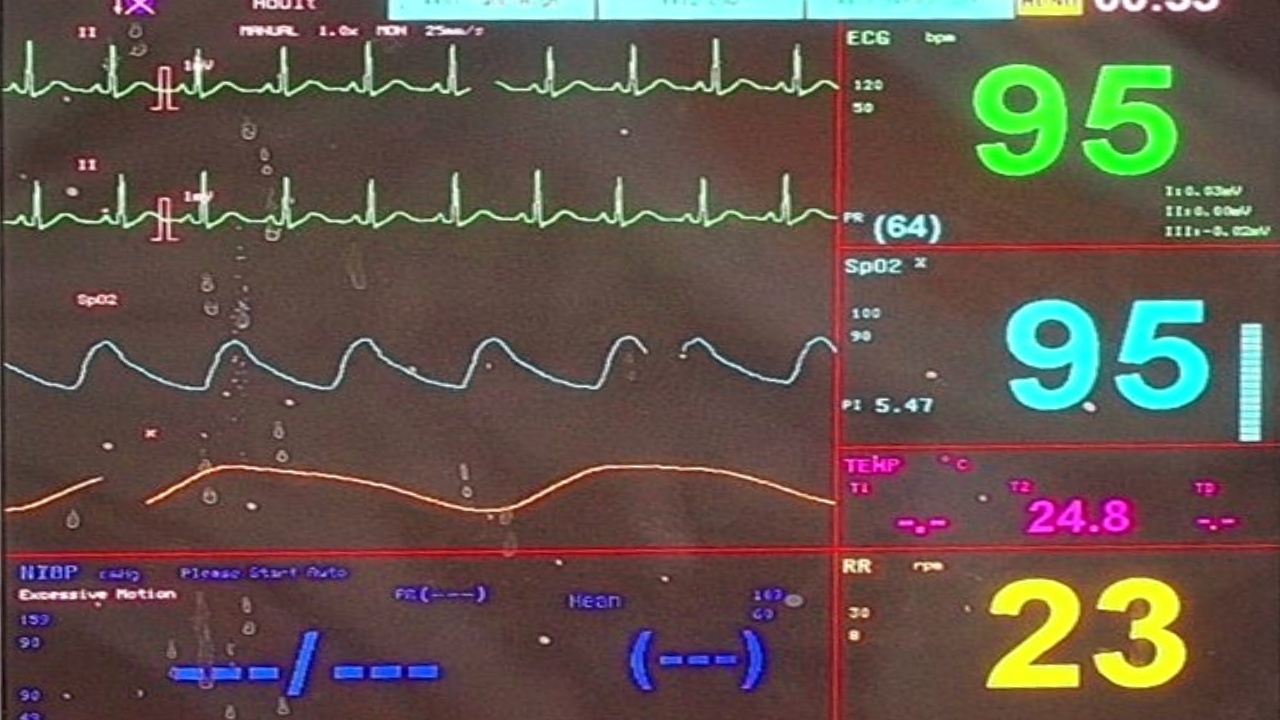 Adult
II
MANUAL 1.0x MON 25mm/s
1mV
ECG bpm
120
50
95
I:0.03mV
II:0.00mV
III:-0.02mV
PR (64)
II
1mV
SpO2 %
100
90
95
PI 5.47
SpO2
x
TEMP °C
T1 T2 TD
-.- 24.8 -.-
RR rpm
30
8
23
NIBP Please Start Auto
Excessive Motion
PR(---)
Mean
90
---/---
(---)
90